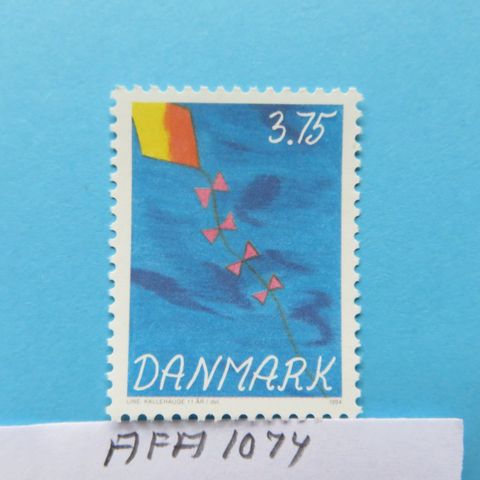 3.75
DANMARK
LINE KALLEHAUGE 11 ÅR / del. 1994
AFA 1074